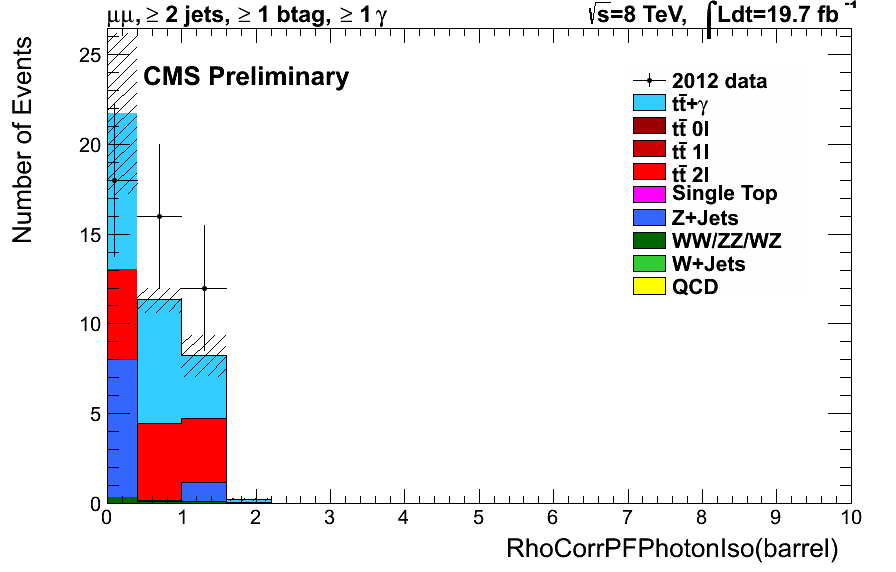 μμ, ≥ 2 jets, ≥ 1 btag, ≥ 1 γ
√s=8 TeV, ∫Ldt=19.7 fb⁻¹
CMS Preliminary
2012 data
tt̄+γ
tt̄ 0l
tt̄ 1l
tt̄ 2l
Single Top
Z+Jets
WW/ZZ/WZ
W+Jets
QCD
Number of Events
25
20
15
10
5
0
0 1 2 3 4 5 6 7 8 9 10
RhoCorrPFPhotonIso(barrel)